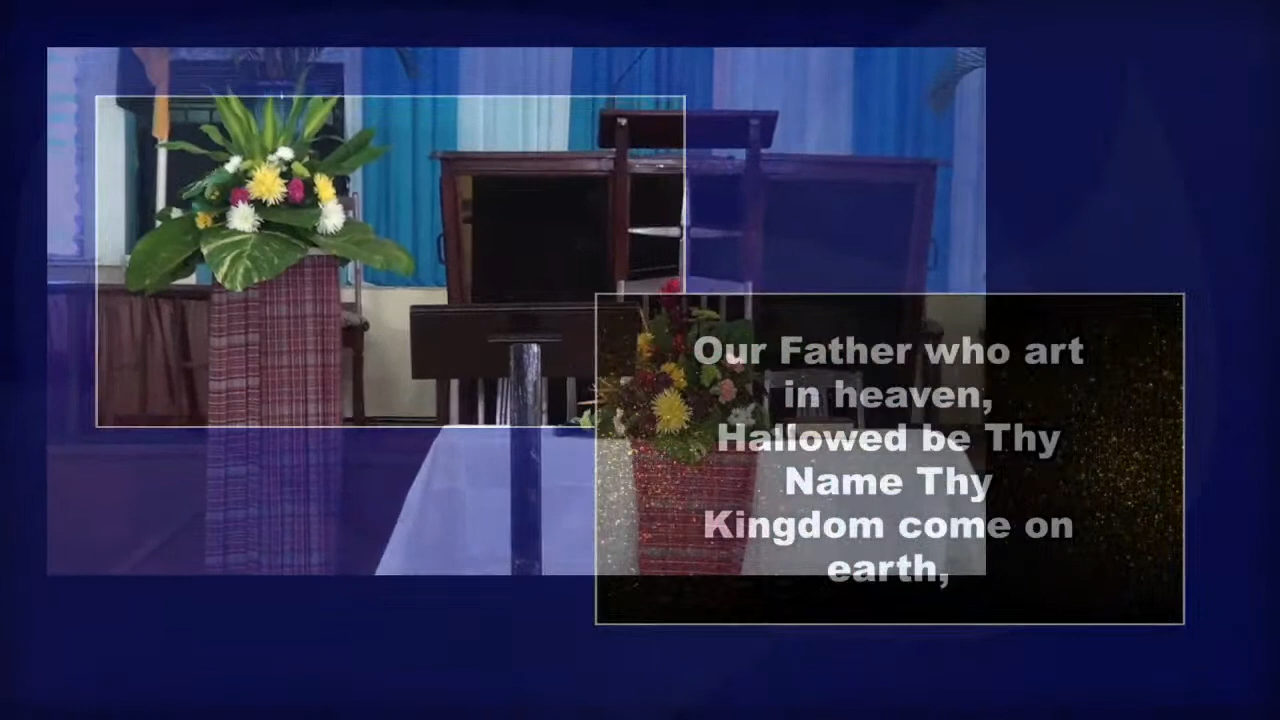 Our Father who art
in heaven,
Hallowed be Thy
Name Thy
Kingdom come on
earth,